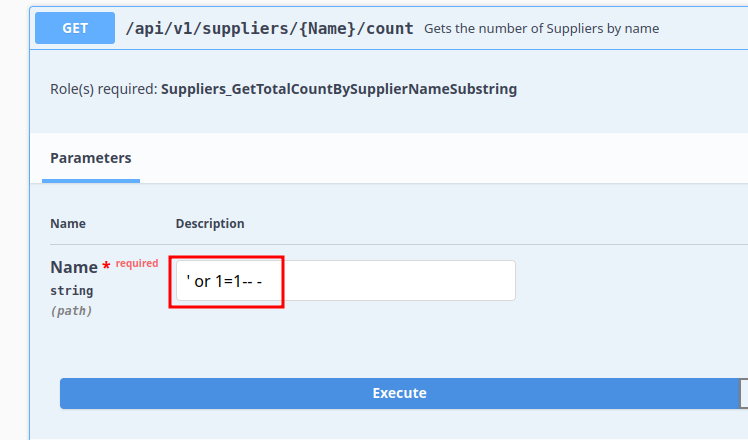 GET /api/v1/suppliers/{Name}/count Gets the number of Suppliers by name
Role(s) required: Suppliers_GetTotalCountBySupplierNameSubstring
Parameters
Name Description
Name * required
string
(path)
' or 1=1-- -
Execute